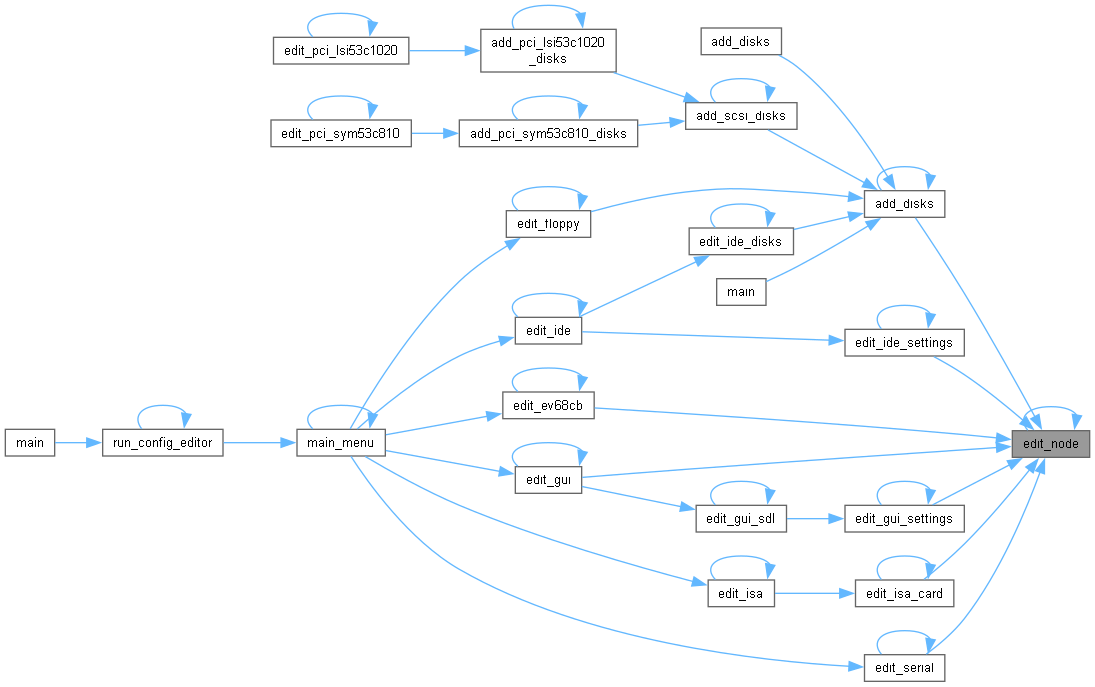 edit_pci_lsi53c1020
add_pci_lsi53c1020
_disks
add_disks
edit_pci_sym53c810
add_pci_sym53c810_disks
add_scsi_disks
add_disks
edit_floppy
edit_ide_disks
main
edit_ide
edit_ide_settings
edit_ev68cb
main
run_config_editor
main_menu
edit_node
edit_gui
edit_gui_sdl
edit_gui_settings
edit_isa
edit_isa_card
edit_serial